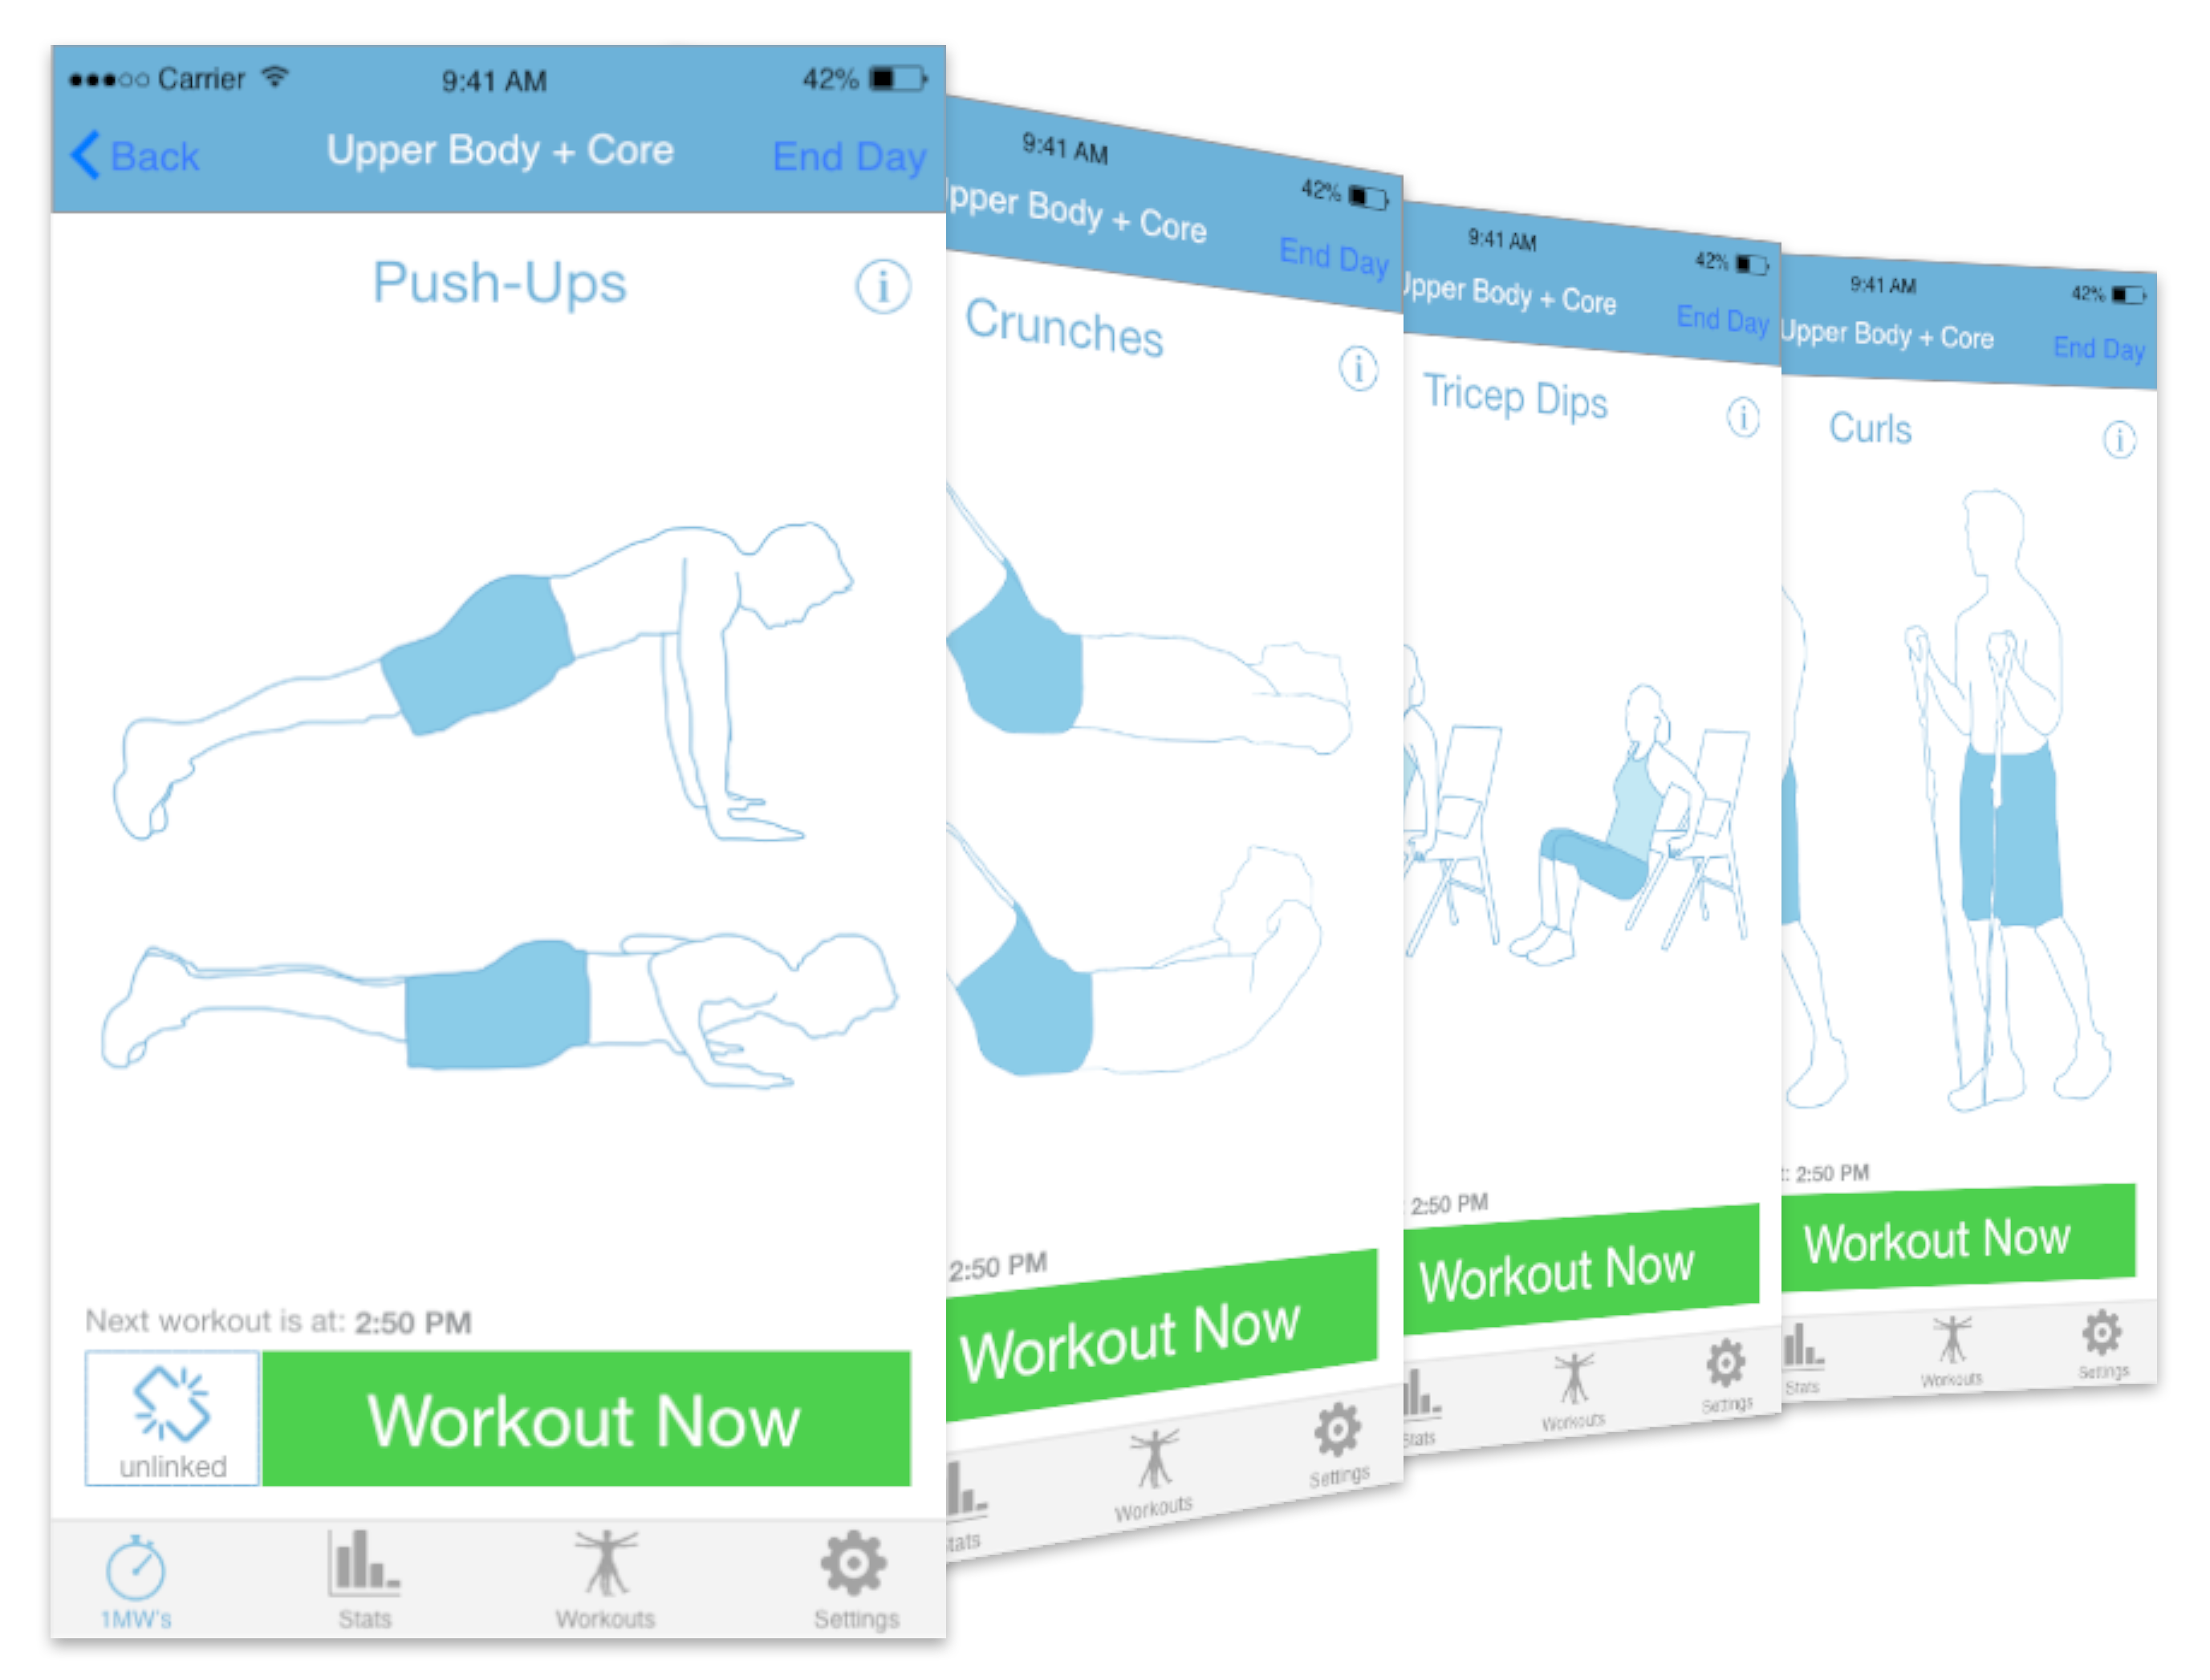 Carrier 9:41 AM 42%
Back Upper Body + Core End Day
Push-Ups
Next workout is at: 2:50 PM
unlinked
Workout Now
1MW's Stats Workouts Settings
9:41 AM 42%
pper Body + Core End Day
Crunches
2:50 PM
Workout Now
tats Workouts Settings
9:41 AM 42%
Upper Body + Core End Day
Tricep Dips
2:50 PM
Workout Now
Stats Workouts Settings
9:41 AM 42%
Upper Body + Core End Day
Curls
: 2:50 PM
Workout Now
Stats Workouts Settings